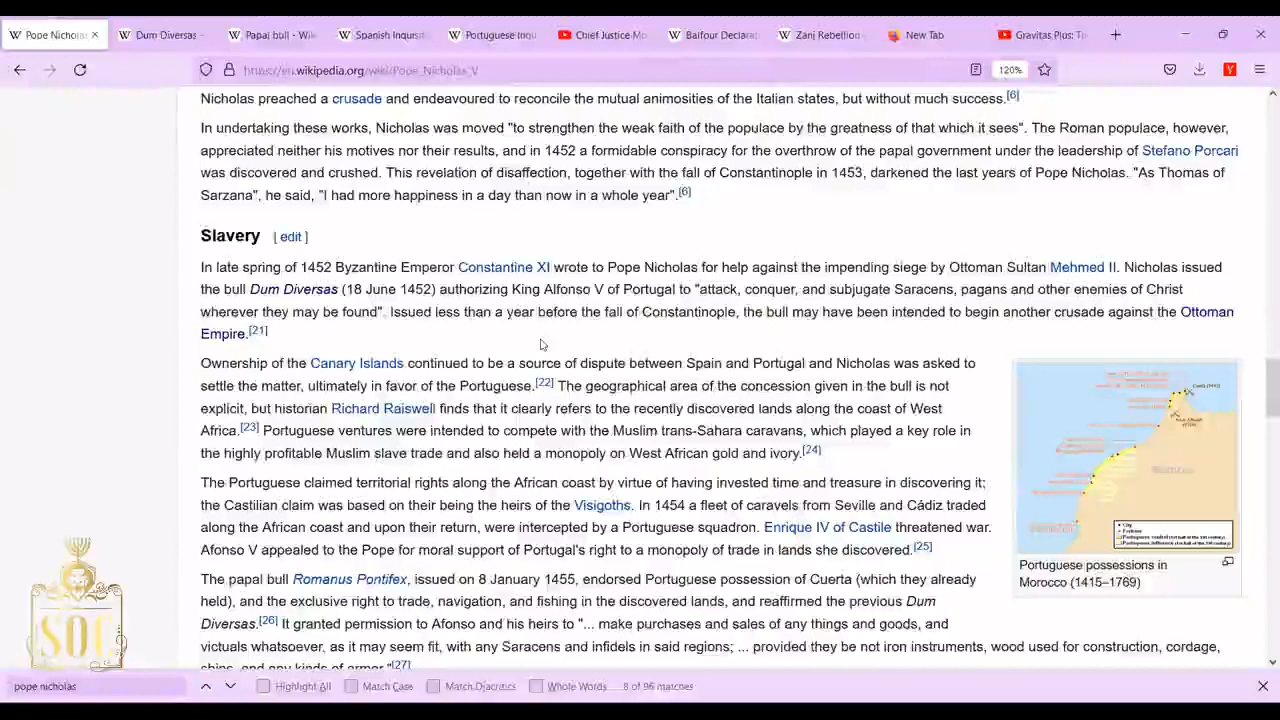 Pope Nichola
Dum Diversas -
Papal bull - Wiki
Spanish Inquisit
Portuguese Inqu
Chief Justice Mo
Balfour Declarat
Zanj Rebellion -
New Tab
Gravitas Plus: T
https://en.wikipedia.org/wiki/Pope_Nicholas_V
120%
Nicholas preached a crusade and endeavoured to reconcile the mutual animosities of the Italian states, but without much success.[6]
In undertaking these works, Nicholas was moved "to strengthen the weak faith of the populace by the greatness of that which it sees". The Roman populace, however,
appreciated neither his motives nor their results, and in 1452 a formidable conspiracy for the overthrow of the papal government under the leadership of Stefano Porcari
was discovered and crushed. This revelation of disaffection, together with the fall of Constantinople in 1453, darkened the last years of Pope Nicholas. "As Thomas of
Sarzana", he said, "I had more happiness in a day than now in a whole year".[6]
Slavery [ edit ]
In late spring of 1452 Byzantine Emperor Constantine XI wrote to Pope Nicholas for help against the impending siege by Ottoman Sultan Mehmed II. Nicholas issued
the bull Dum Diversas (18 June 1452) authorizing King Alfonso V of Portugal to "attack, conquer, and subjugate Saracens, pagans and other enemies of Christ
wherever they may be found". Issued less than a year before the fall of Constantinople, the bull may have been intended to begin another crusade against the Ottoman
Empire.[21]
Ownership of the Canary Islands continued to be a source of dispute between Spain and Portugal and Nicholas was asked to
settle the matter, ultimately in favor of the Portuguese.[22] The geographical area of the concession given in the bull is not
explicit, but historian Richard Raiswell finds that it clearly refers to the recently discovered lands along the coast of West
Africa.[23] Portuguese ventures were intended to compete with the Muslim trans-Sahara caravans, which played a key role in
the highly profitable Muslim slave trade and also held a monopoly on West African gold and ivory.[24]
The Portuguese claimed territorial rights along the African coast by virtue of having invested time and treasure in discovering it;
the Castilian claim was based on their being the heirs of the Visigoths. In 1454 a fleet of caravels from Seville and Cádiz traded
along the African coast and upon their return, were intercepted by a Portuguese squadron. Enrique IV of Castile threatened war.
Afonso V appealed to the Pope for moral support of Portugal's right to a monopoly of trade in lands she discovered.[25]
Portuguese possessions in
Morocco (1415–1769)
The papal bull Romanus Pontifex, issued on 8 January 1455, endorsed Portuguese possession of Cuerta (which they already
held), and the exclusive right to trade, navigation, and fishing in the discovered lands, and reaffirmed the previous Dum
Diversas.[26] It granted permission to Afonso and his heirs to "... make purchases and sales of any things and goods, and
victuals whatsoever, as it may seem fit, with any Saracens and infidels in said regions; ... provided they be not iron instruments, wood used for construction, cordage,
ships, and any kinds of armor."[27]
SOE
pope nicholas
Highlight All
Match Case
Match Diacritics
Whole Words
8 of 96 matches